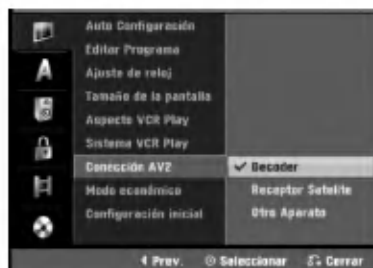 Auto Configuración
Editar Programa
Ajuste de reloj
Tamaño de la pantalla
Aspecto VCR Play
Sistema VCR Play
Conección AV2
✓ Decoder
Modo económico
Receptor Satelite
Configuración inicial
Otro Aparato
A
Prev.
Seleccionar
Cerrar